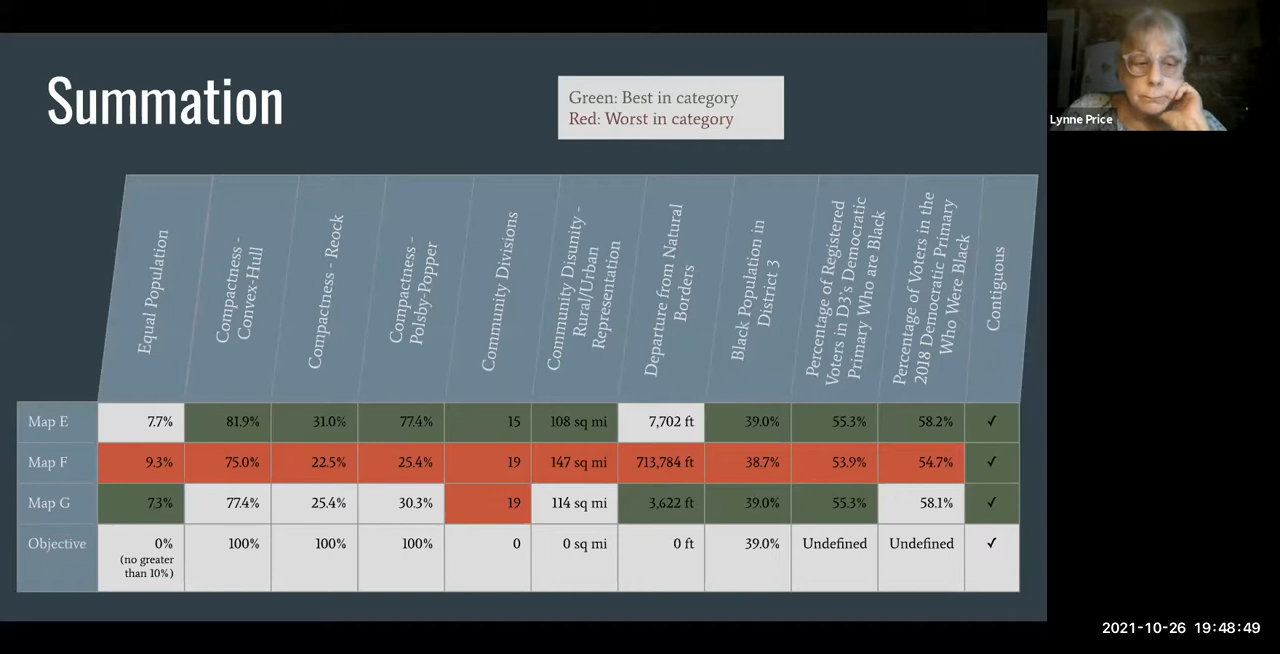 Summation
Green: Best in category
Red: Worst in category
Lynne Price
Equal Population
Compactness -
Convex-Hull
Compactness - Reock
Compactness -
Polsby-Popper
Community Divisions
Community Disunity -
Rural/Urban
Representation
Departure from Natural
Borders
Black Population in
District 3
Percentage of Registered
Voters in D3's Democratic
Primary Who are Black
Percentage of Voters in the
2018 Democratic Primary
Who Were Black
Contiguous
Map E 7.7% 81.9% 31.0% 77.4% 15 108 sq mi 7,702 ft 39.0% 55.3% 58.2% ✓
Map F 9.3% 75.0% 22.5% 25.4% 19 147 sq mi 713,784 ft 38.7% 53.9% 54.7% ✓
Map G 7.3% 77.4% 25.4% 30.3% 19 114 sq mi 3,622 ft 39.0% 55.3% 58.1% ✓
Objective 0% 100% 100% 100% 0 0 sq mi 0 ft 39.0% Undefined Undefined ✓
(no greater
than 10%)
2021-10-26 19:48:49